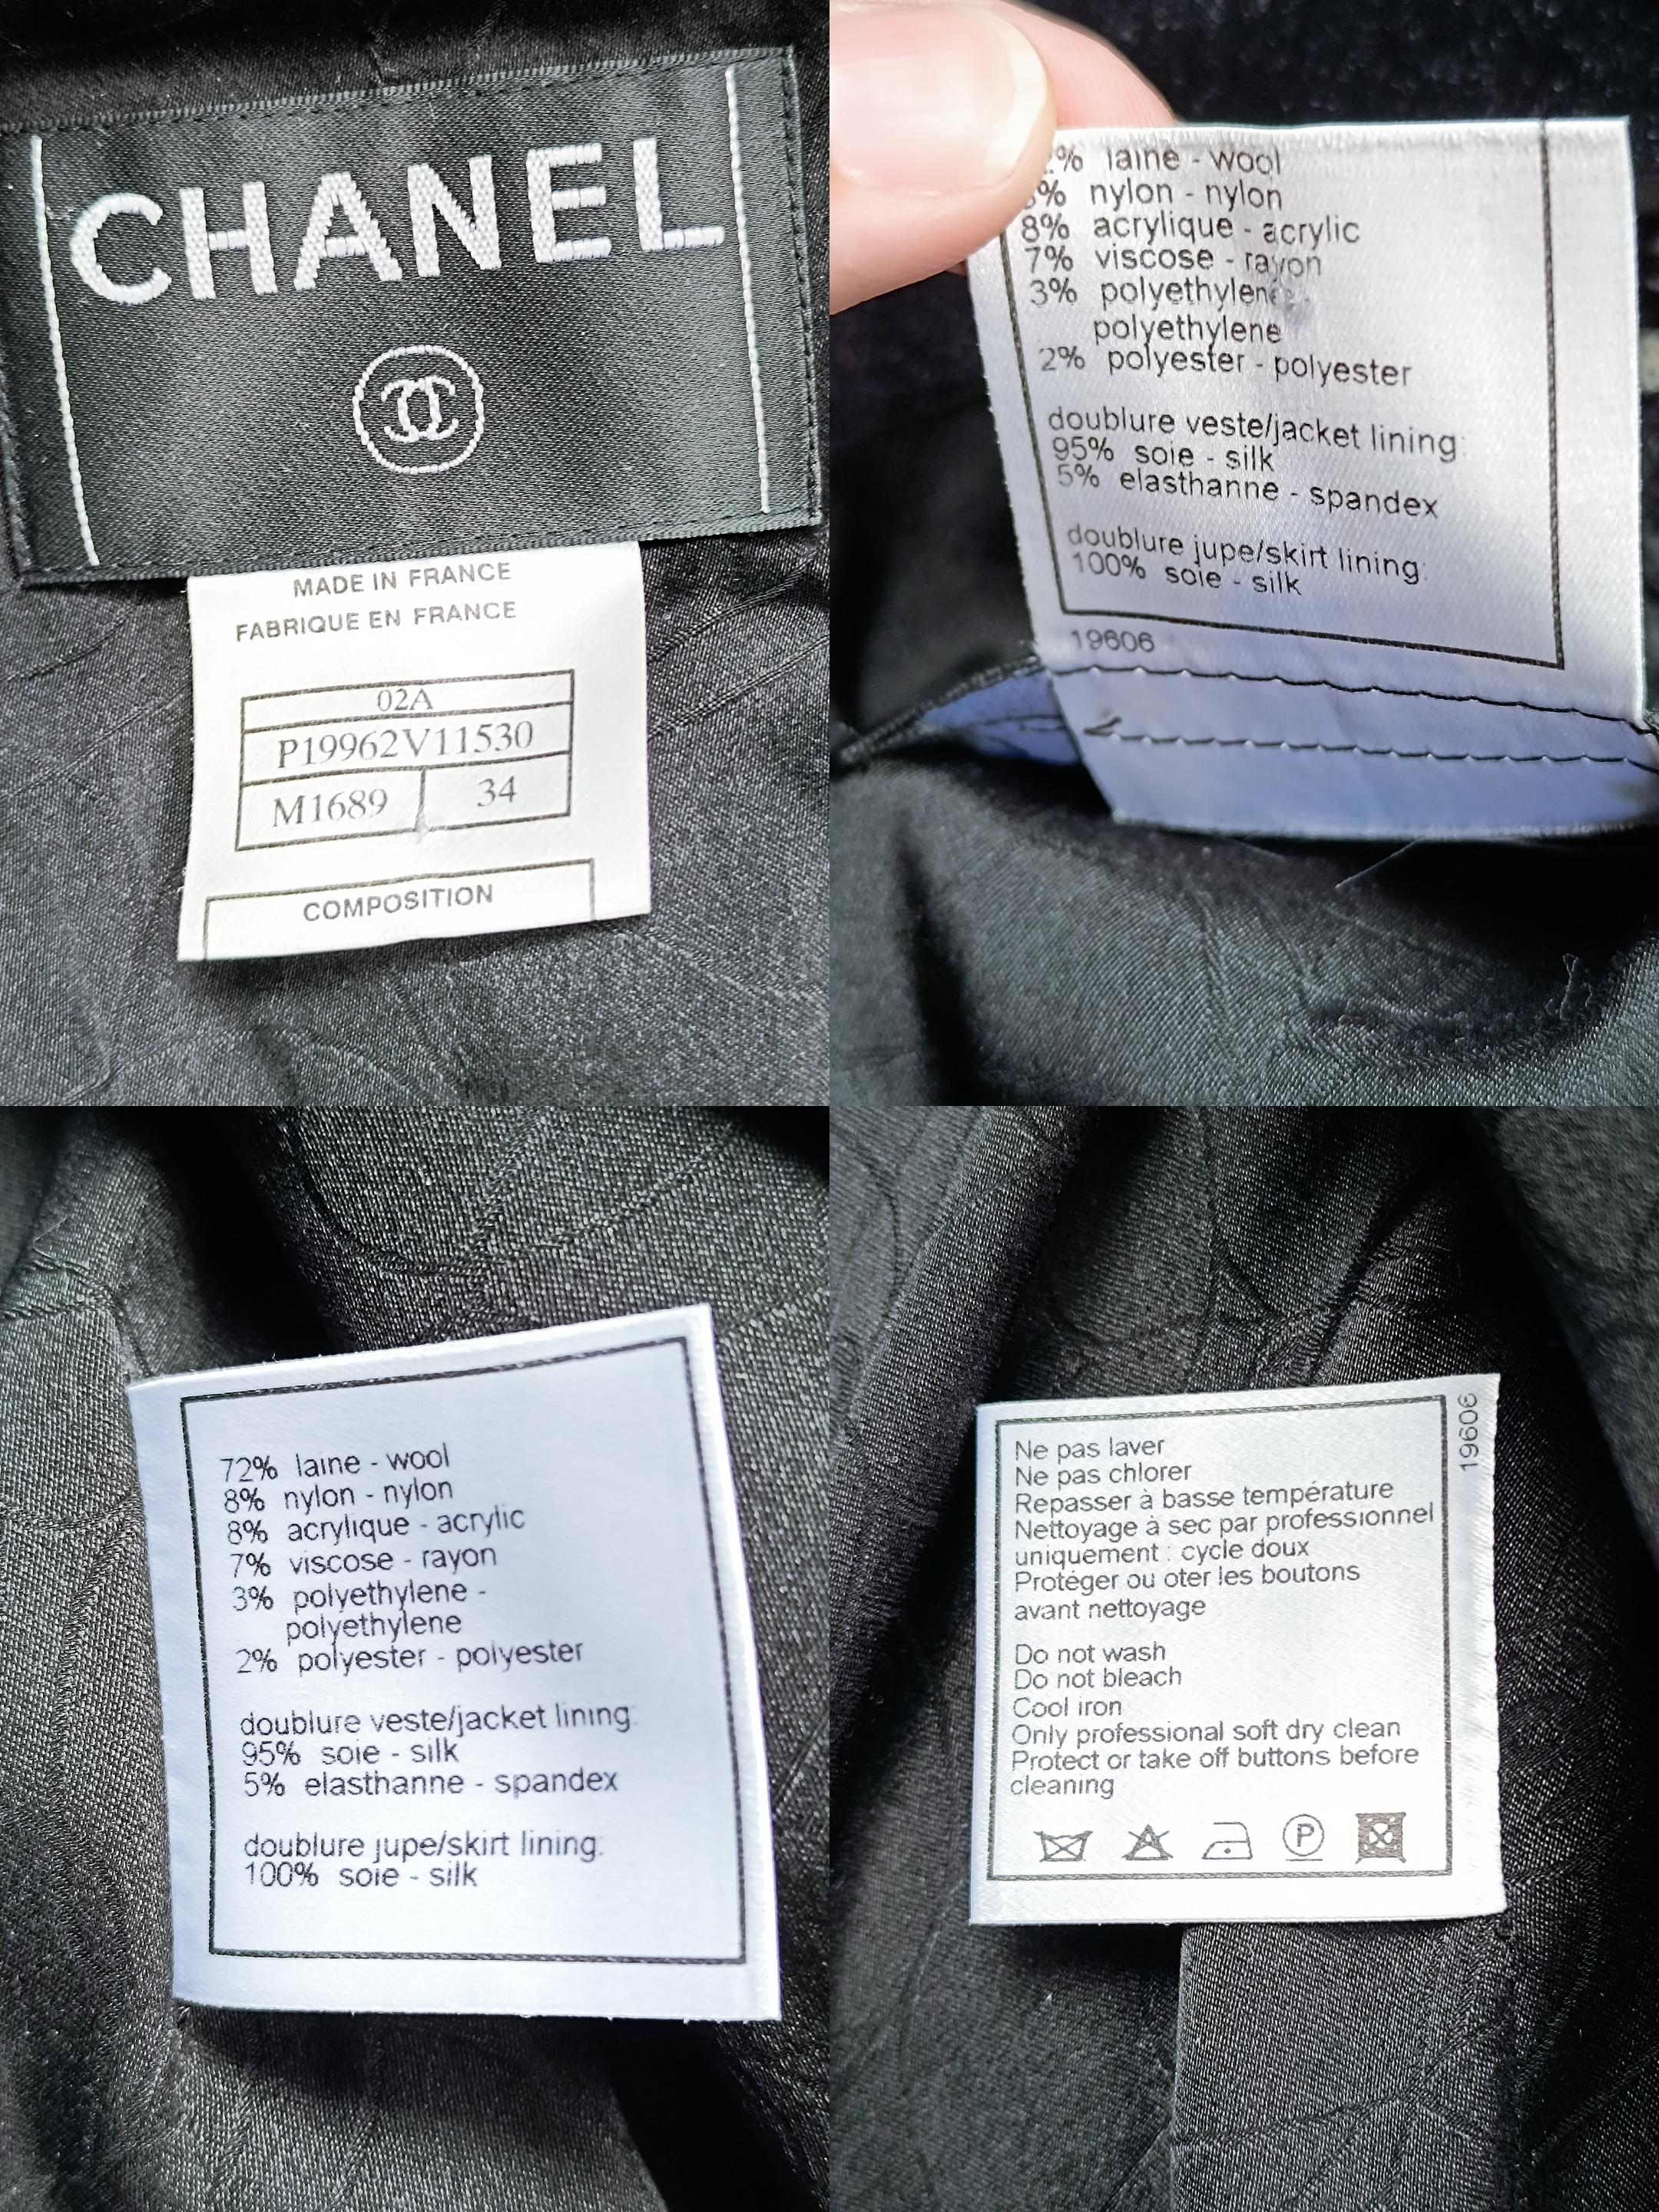 CHANEL
MADE IN FRANCE
FABRIQUE EN FRANCE
02A
P19962V11530
M1689 34
COMPOSITION
% laine - wool
% nylon - nylon
8% acrylique - acrylic
7% viscose - rayon
3% polyethylene
polyethylene
2% polyester - polyester
doublure veste/jacket lining:
95% soie - silk
5% elasthanne - spandex
doublure jupe/skirt lining:
100% soie - silk
19606
72% laine - wool
8% nylon - nylon
8% acrylique - acrylic
7% viscose - rayon
3% polyethylene -
polyethylene
2% polyester - polyester
doublure veste/jacket lining:
95% soie - silk
5% elasthanne - spandex
doublure jupe/skirt lining:
100% soie - silk
19606
Ne pas laver
Ne pas chlorer
Repasser à basse température
Nettoyage à sec par professionnel
uniquement : cycle doux
Protéger ou oter les boutons
avant nettoyage
Do not wash
Do not bleach
Cool iron
Only professional soft dry clean
Protect or take off buttons before
cleaning
P